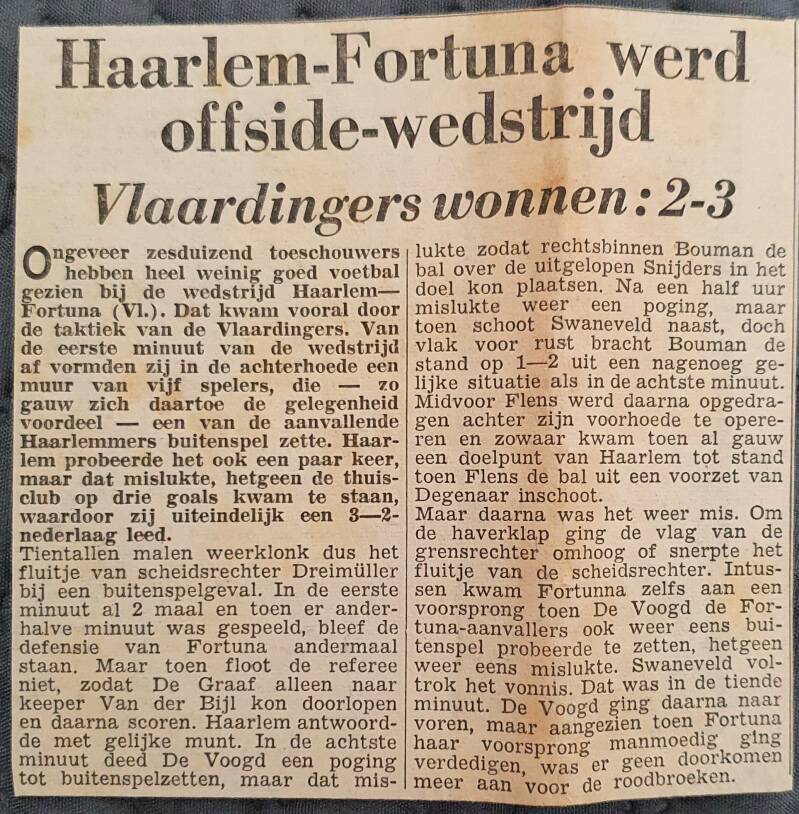 Haarlem-Fortuna werd
offside-wedstrijd
Vlaardingers wonnen: 2-3
Ongeveer zesduizend toeschouwers
hebben heel weinig goed voetbal
gezien bij de wedstrijd Haarlem—
Fortuna (Vl.). Dat kwam vooral door
de taktiek van de Vlaardingers. Van
de eerste minuut van de wedstrijd
af vormden zij in de achterhoede een
muur van vijf spelers, die — zo
gauw zich daartoe de gelegenheid
voordeel — een van de aanvallende
Haarlemmers buitenspel zette. Haar-
lem probeerde het ook een paar keer,
maar dat mislukte, hetgeen de thuis-
club op drie goals kwam te staan,
waardoor zij uiteindelijk een 3—2-
nederlaag leed.
Tientallen malen weerklonk dus het
fluitje van scheidsrechter Dreimüller
bij een buitenspelgeval. In de eerste
minuut al 2 maal en toen er ander-
halve minuut was gespeeld, bleef de
defensie van Fortuna andermaal
staan. Maar toen floot de referee
niet, zodat De Graaf alleen naar
keeper Van der Bijl kon doorlopen
en daarna scoren. Haarlem antwoord-
de met gelijke munt. In de achtste
minuut deed De Voogd een poging
tot buitenspelzetten, maar dat mis-
lukte zodat rechtsbinnen Bouman de
bal over de uitgelopen Snijders in het
doel kon plaatsen. Na een half uur
mislukte weer een poging, maar
toen schoot Swaneveld naast, doch
vlak voor rust bracht Bouman de
stand op 1—2 uit een nagenoeg ge-
lijke situatie als in de achtste minuut.
Midvoor Flens werd daarna opgedra-
gen achter zijn voorhoede te opere-
ren en zowaar kwam toen al gauw
een doelpunt van Haarlem tot stand
toen Flens de bal uit een voorzet van
Degenaar inschoot.
Maar daarna was het weer mis. Om
de haverklap ging de vlag van de
grensrechter omhoog of snerpte het
fluitje van de scheidsrechter. Intus-
sen kwam Fortunna zelfs aan een
voorsprong toen De Voogd de For-
tuna-aanvallers ook weer eens bui-
tenspel probeerde te zetten, hetgeen
weer eens mislukte. Swaneveld vol-
trok het vonnis. Dat was in de tiende
minuut. De Voogd ging daarna naar
voren, maar aangezien toen Fortuna
haar voorsprong manmoedig ging
verdedigen, was er geen doorkomen
meer aan voor de roodbroeken.